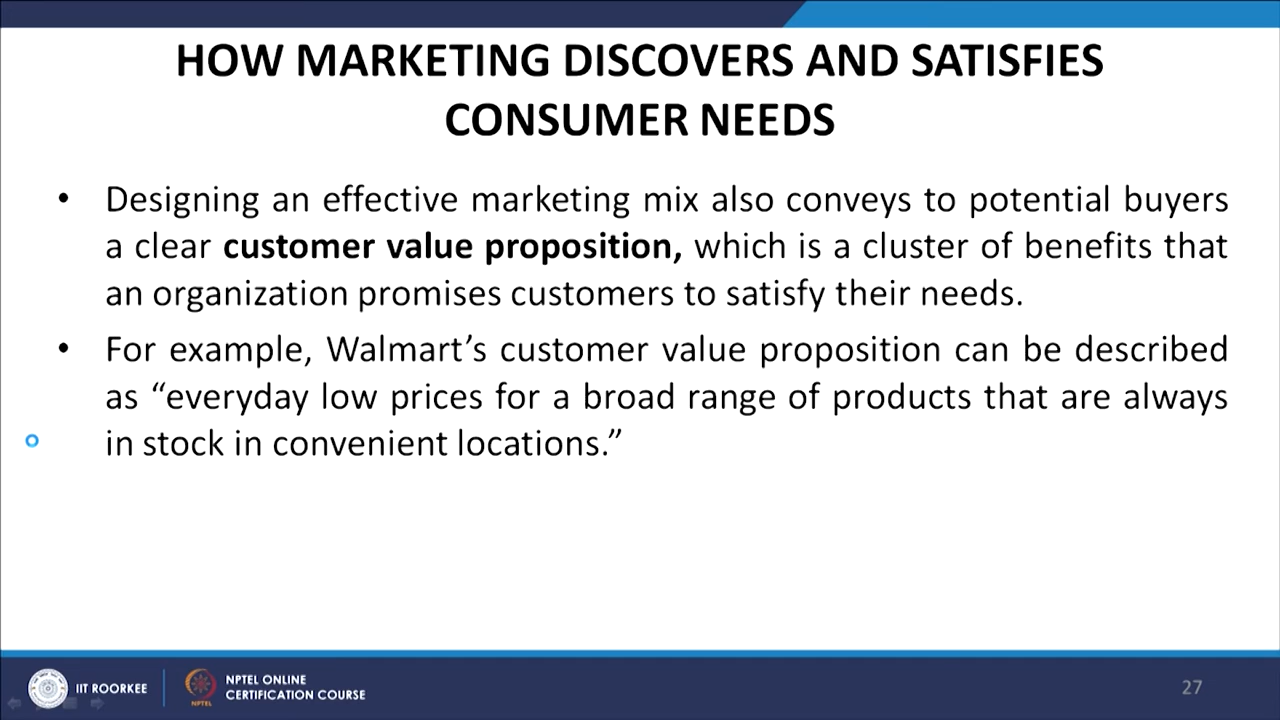 HOW MARKETING DISCOVERS AND SATISFIES
CONSUMER NEEDS
• Designing an effective marketing mix also conveys to potential buyers
a clear customer value proposition, which is a cluster of benefits that
an organization promises customers to satisfy their needs.
• For example, Walmart’s customer value proposition can be described
as “everyday low prices for a broad range of products that are always
in stock in convenient locations.”
IIT ROORKEE
NPTEL
NPTEL ONLINE
CERTIFICATION COURSE
27